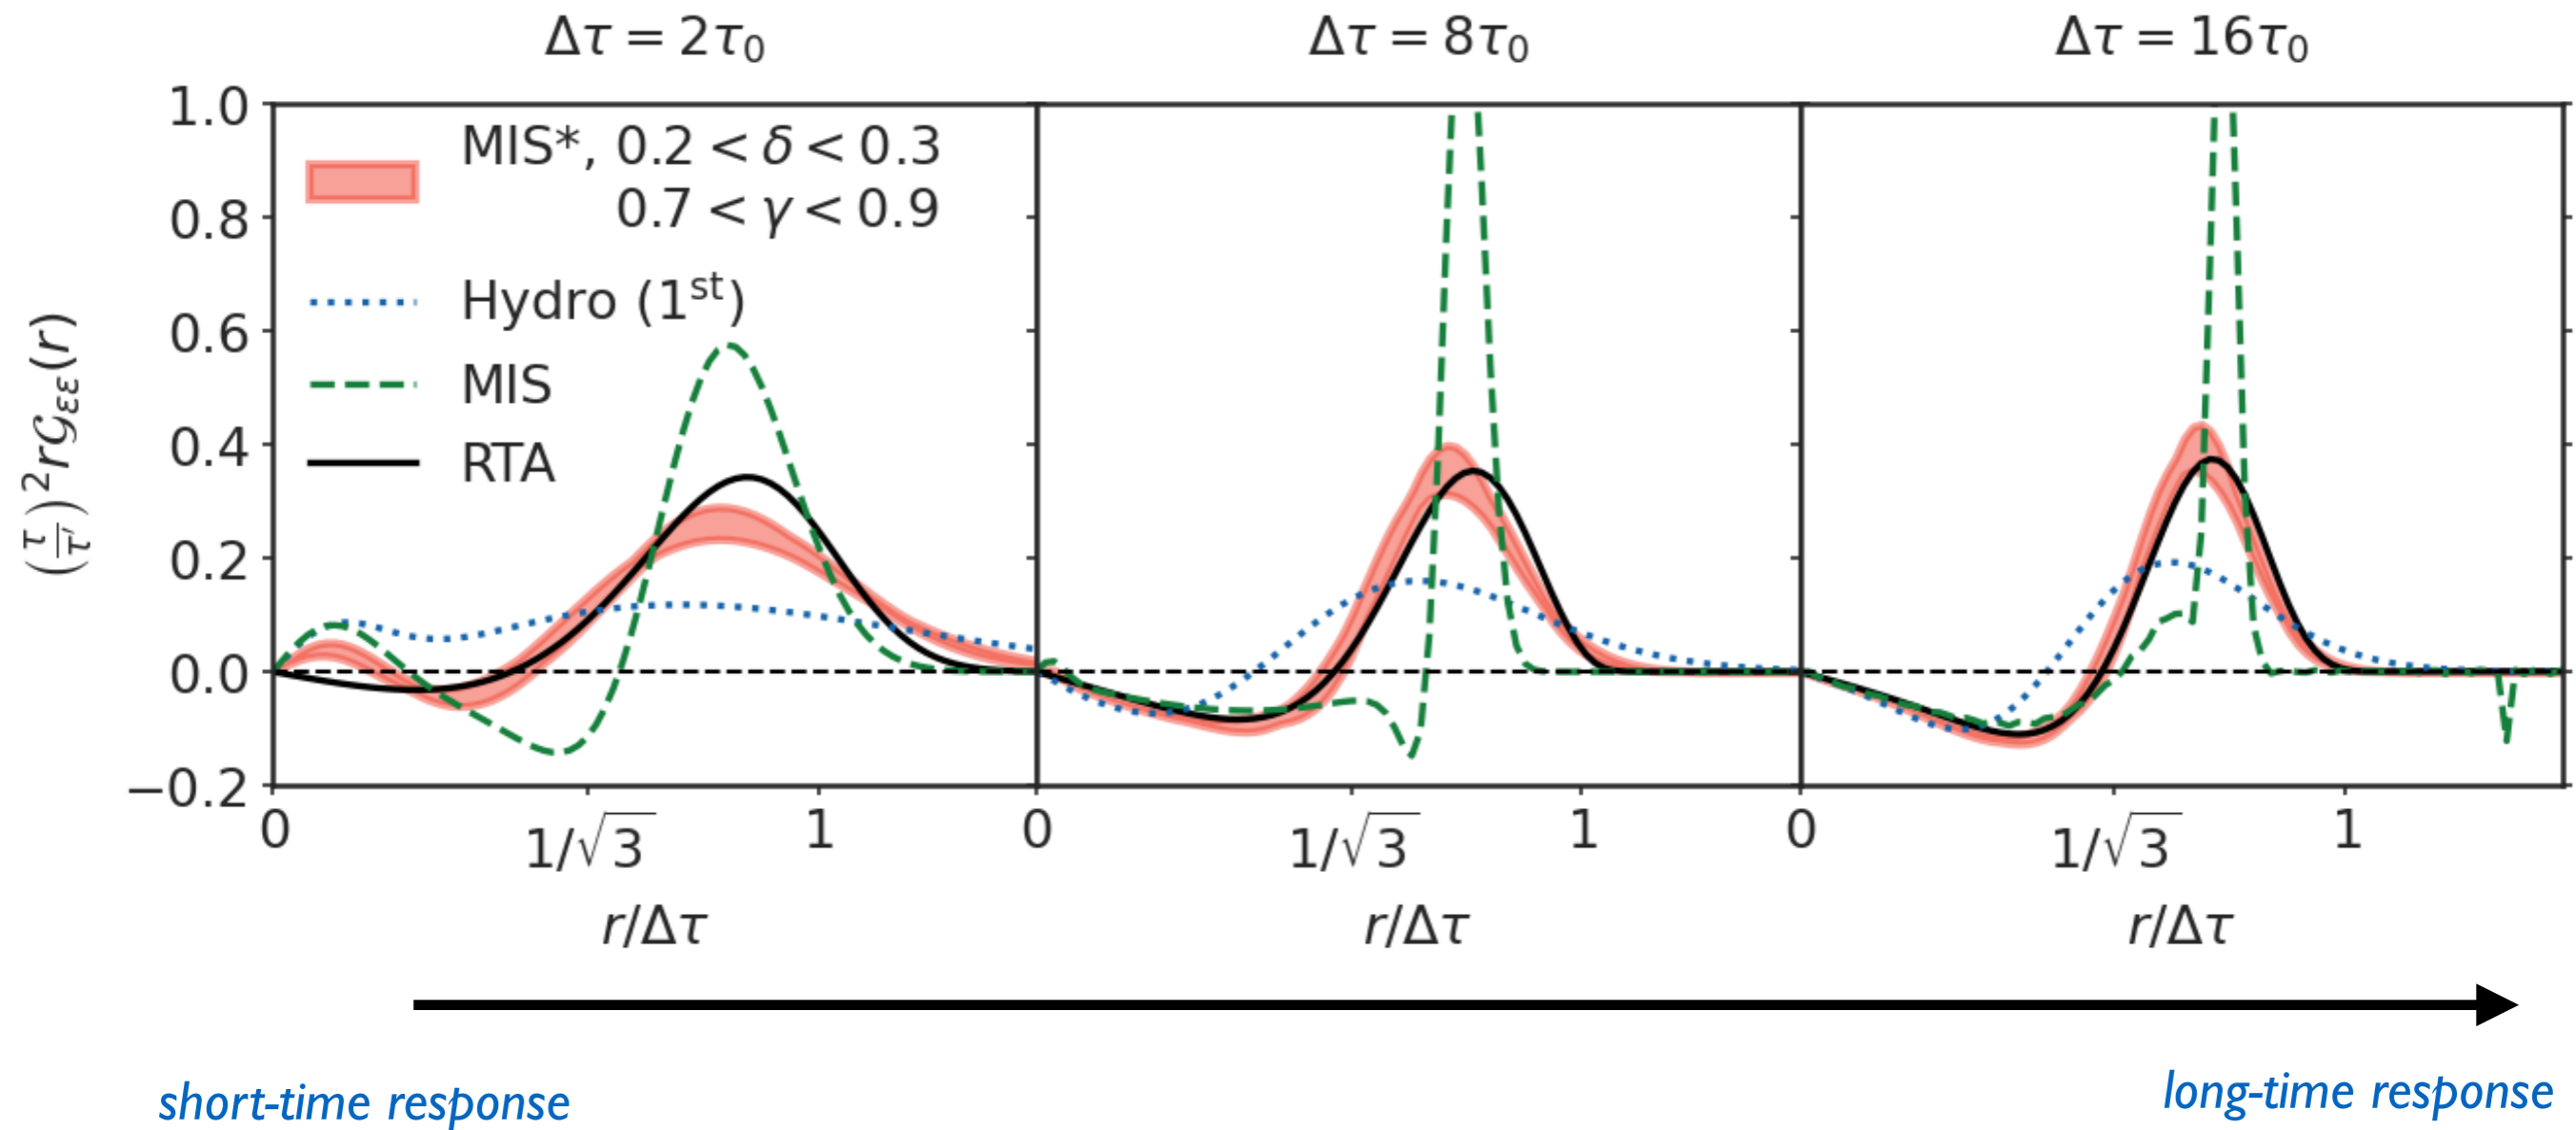 Δτ = 2τ₀
Δτ = 8τ₀
Δτ = 16τ₀
(τ/τ′)² r𝒢_εε(r)
1.0
0.8
0.6
0.4
0.2
0.0
−0.2
MIS*, 0.2 < δ < 0.3
0.7 < γ < 0.9
Hydro (1ˢᵗ)
MIS
RTA
0 1/√3 1
0 1/√3 1
0 1/√3 1
r/Δτ
r/Δτ
r/Δτ
short-time response
long-time response